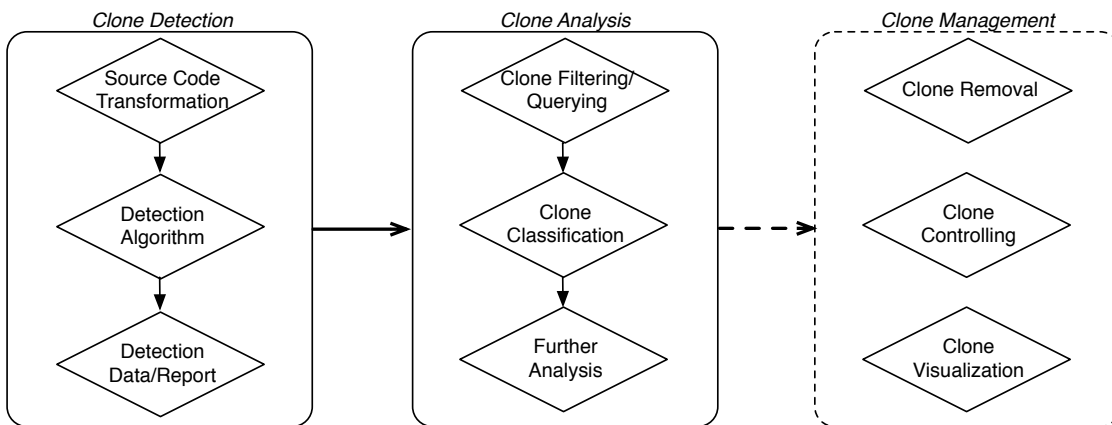 Clone Detection
Clone Analysis
Clone Management
Source Code
Transformation
Detection
Algorithm
Detection
Data/Report
Clone Filtering/
Querying
Clone
Classification
Further
Analysis
Clone Removal
Clone
Controlling
Clone
Visualization